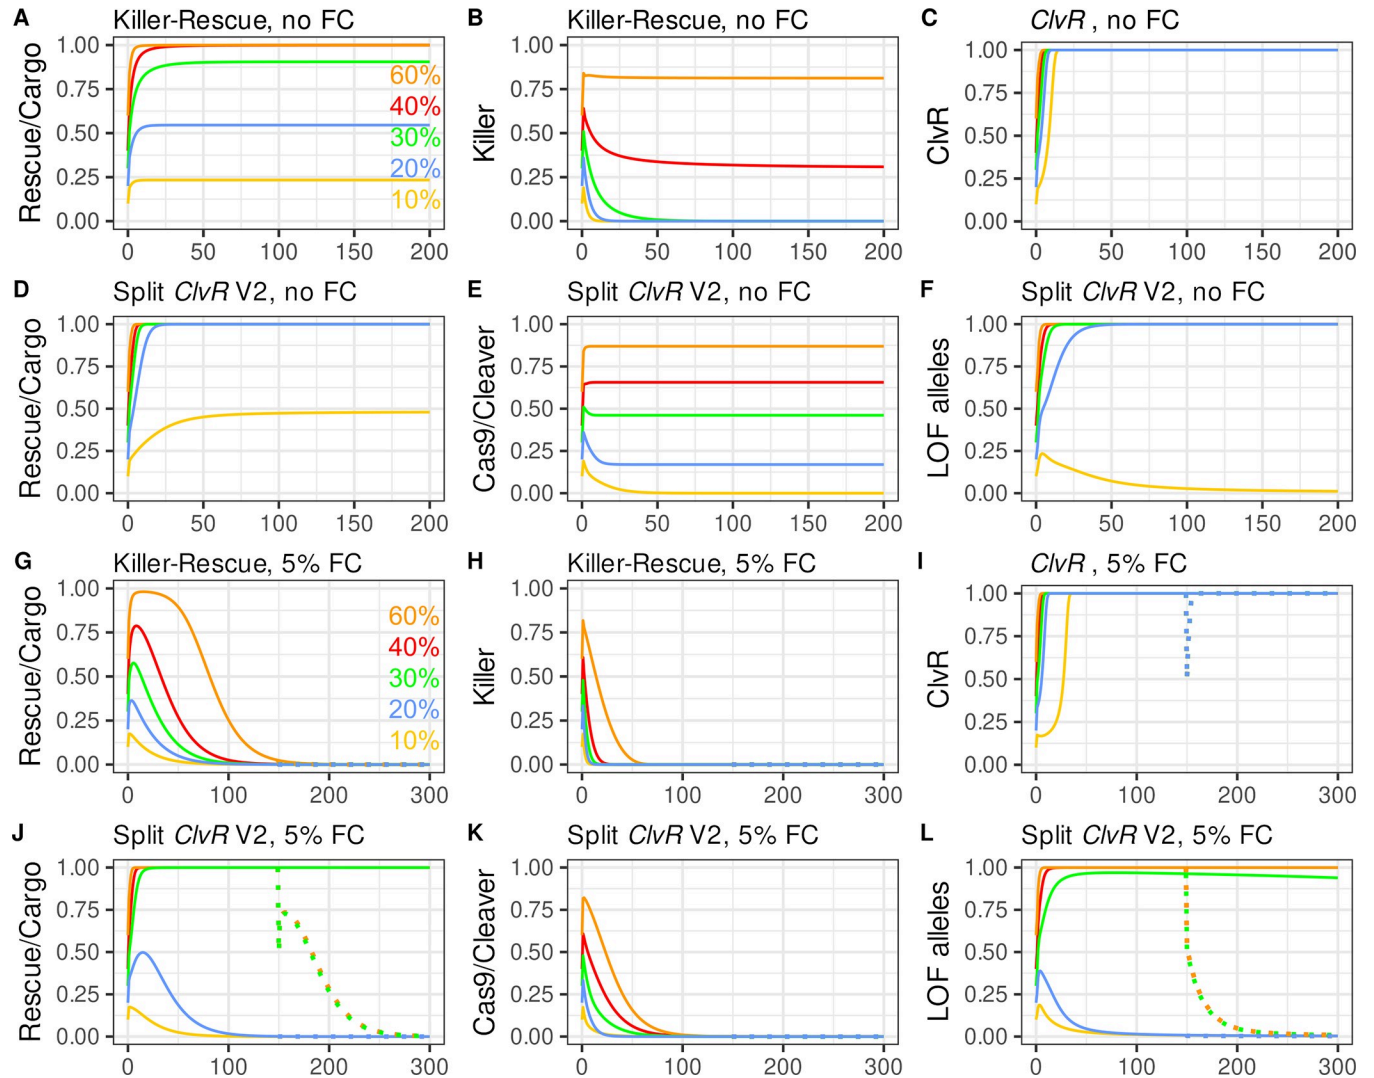 A Killer-Rescue, no FC
Rescue/Cargo
1.00
0.75
0.50
0.25
0.00
60%
40%
30%
20%
10%
0 50 100 150 200
B Killer-Rescue, no FC
Killer
1.00
0.75
0.50
0.25
0.00
0 50 100 150 200
C ClvR , no FC
ClvR
1.00
0.75
0.50
0.25
0.00
0 50 100 150 200
D Split ClvR V2, no FC
Rescue/Cargo
1.00
0.75
0.50
0.25
0.00
0 50 100 150 200
E Split ClvR V2, no FC
Cas9/Cleaver
1.00
0.75
0.50
0.25
0.00
0 50 100 150 200
F Split ClvR V2, no FC
LOF alleles
1.00
0.75
0.50
0.25
0.00
0 50 100 150 200
G Killer-Rescue, 5% FC
Rescue/Cargo
1.00
0.75
0.50
0.25
0.00
60%
40%
30%
20%
10%
0 100 200 300
H Killer-Rescue, 5% FC
Killer
1.00
0.75
0.50
0.25
0.00
0 100 200 300
I ClvR , 5% FC
ClvR
1.00
0.75
0.50
0.25
0.00
0 100 200 300
J Split ClvR V2, 5% FC
Rescue/Cargo
1.00
0.75
0.50
0.25
0.00
0 100 200 300
K Split ClvR V2, 5% FC
Cas9/Cleaver
1.00
0.75
0.50
0.25
0.00
0 100 200 300
L Split ClvR V2, 5% FC
LOF alleles
1.00
0.75
0.50
0.25
0.00
0 100 200 300